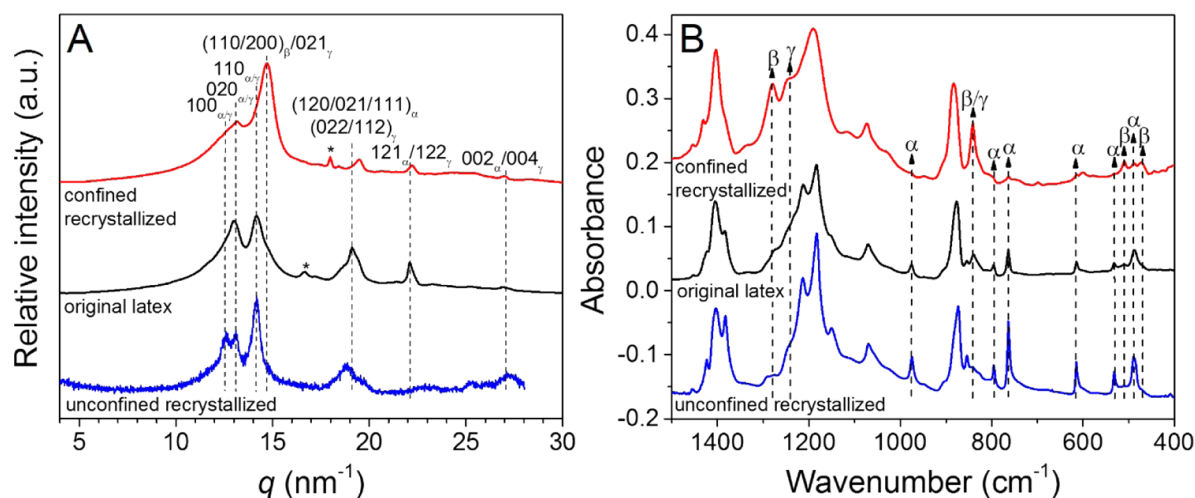 A
Relative intensity (a.u.)
(110/200)β/021γ
110α/γ
020α/γ
100α/γ
(120/021/111)α
(022/112)γ
121α/122γ
002α/004γ
*
confined
recrystallized
*
original latex
unconfined recrystallized
5 10 15 20 25 30
q (nm⁻¹)
B
Absorbance
0.4
0.3
0.2
0.1
0.0
-0.1
-0.2
β γ
β/γ
α α α α α β α β
confined
recrystallized
original latex
unconfined recrystallized
1400 1200 1000 800 600 400
Wavenumber (cm⁻¹)